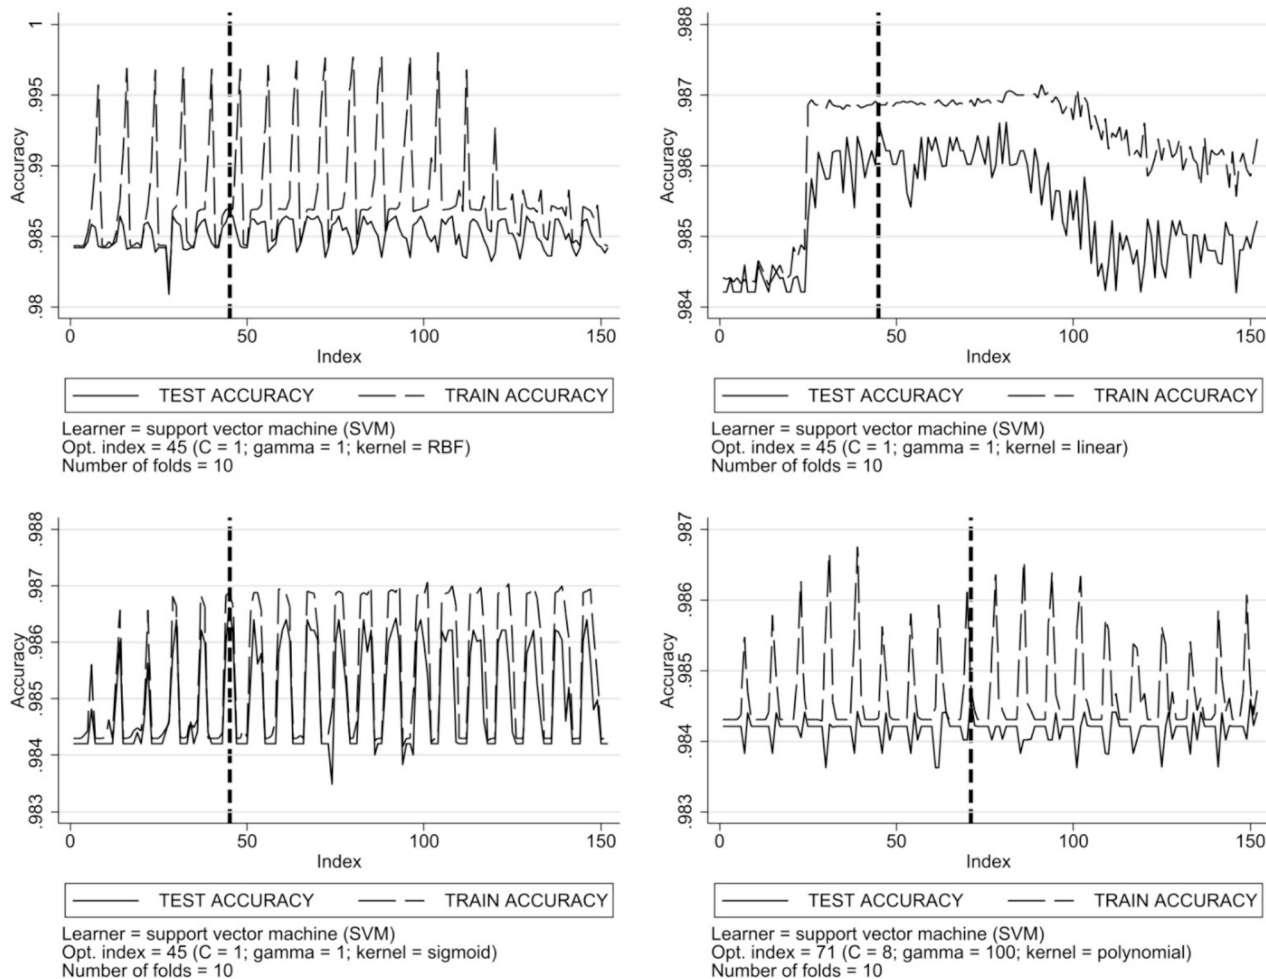 1
.995
.99
.985
.98
Accuracy
0 50 100 150
Index
TEST ACCURACY TRAIN ACCURACY
Learner = support vector machine (SVM)
Opt. index = 45 (C = 1; gamma = 1; kernel = RBF)
Number of folds = 10
.988
.987
.986
.985
.984
Accuracy
0 50 100 150
Index
TEST ACCURACY TRAIN ACCURACY
Learner = support vector machine (SVM)
Opt. index = 45 (C = 1; gamma = 1; kernel = linear)
Number of folds = 10
.988
.987
.986
.985
.984
.983
Accuracy
0 50 100 150
Index
TEST ACCURACY TRAIN ACCURACY
Learner = support vector machine (SVM)
Opt. index = 45 (C = 1; gamma = 1; kernel = sigmoid)
Number of folds = 10
.987
.986
.985
.984
.983
Accuracy
0 50 100 150
Index
TEST ACCURACY TRAIN ACCURACY
Learner = support vector machine (SVM)
Opt. index = 71 (C = 8; gamma = 100; kernel = polynomial)
Number of folds = 10